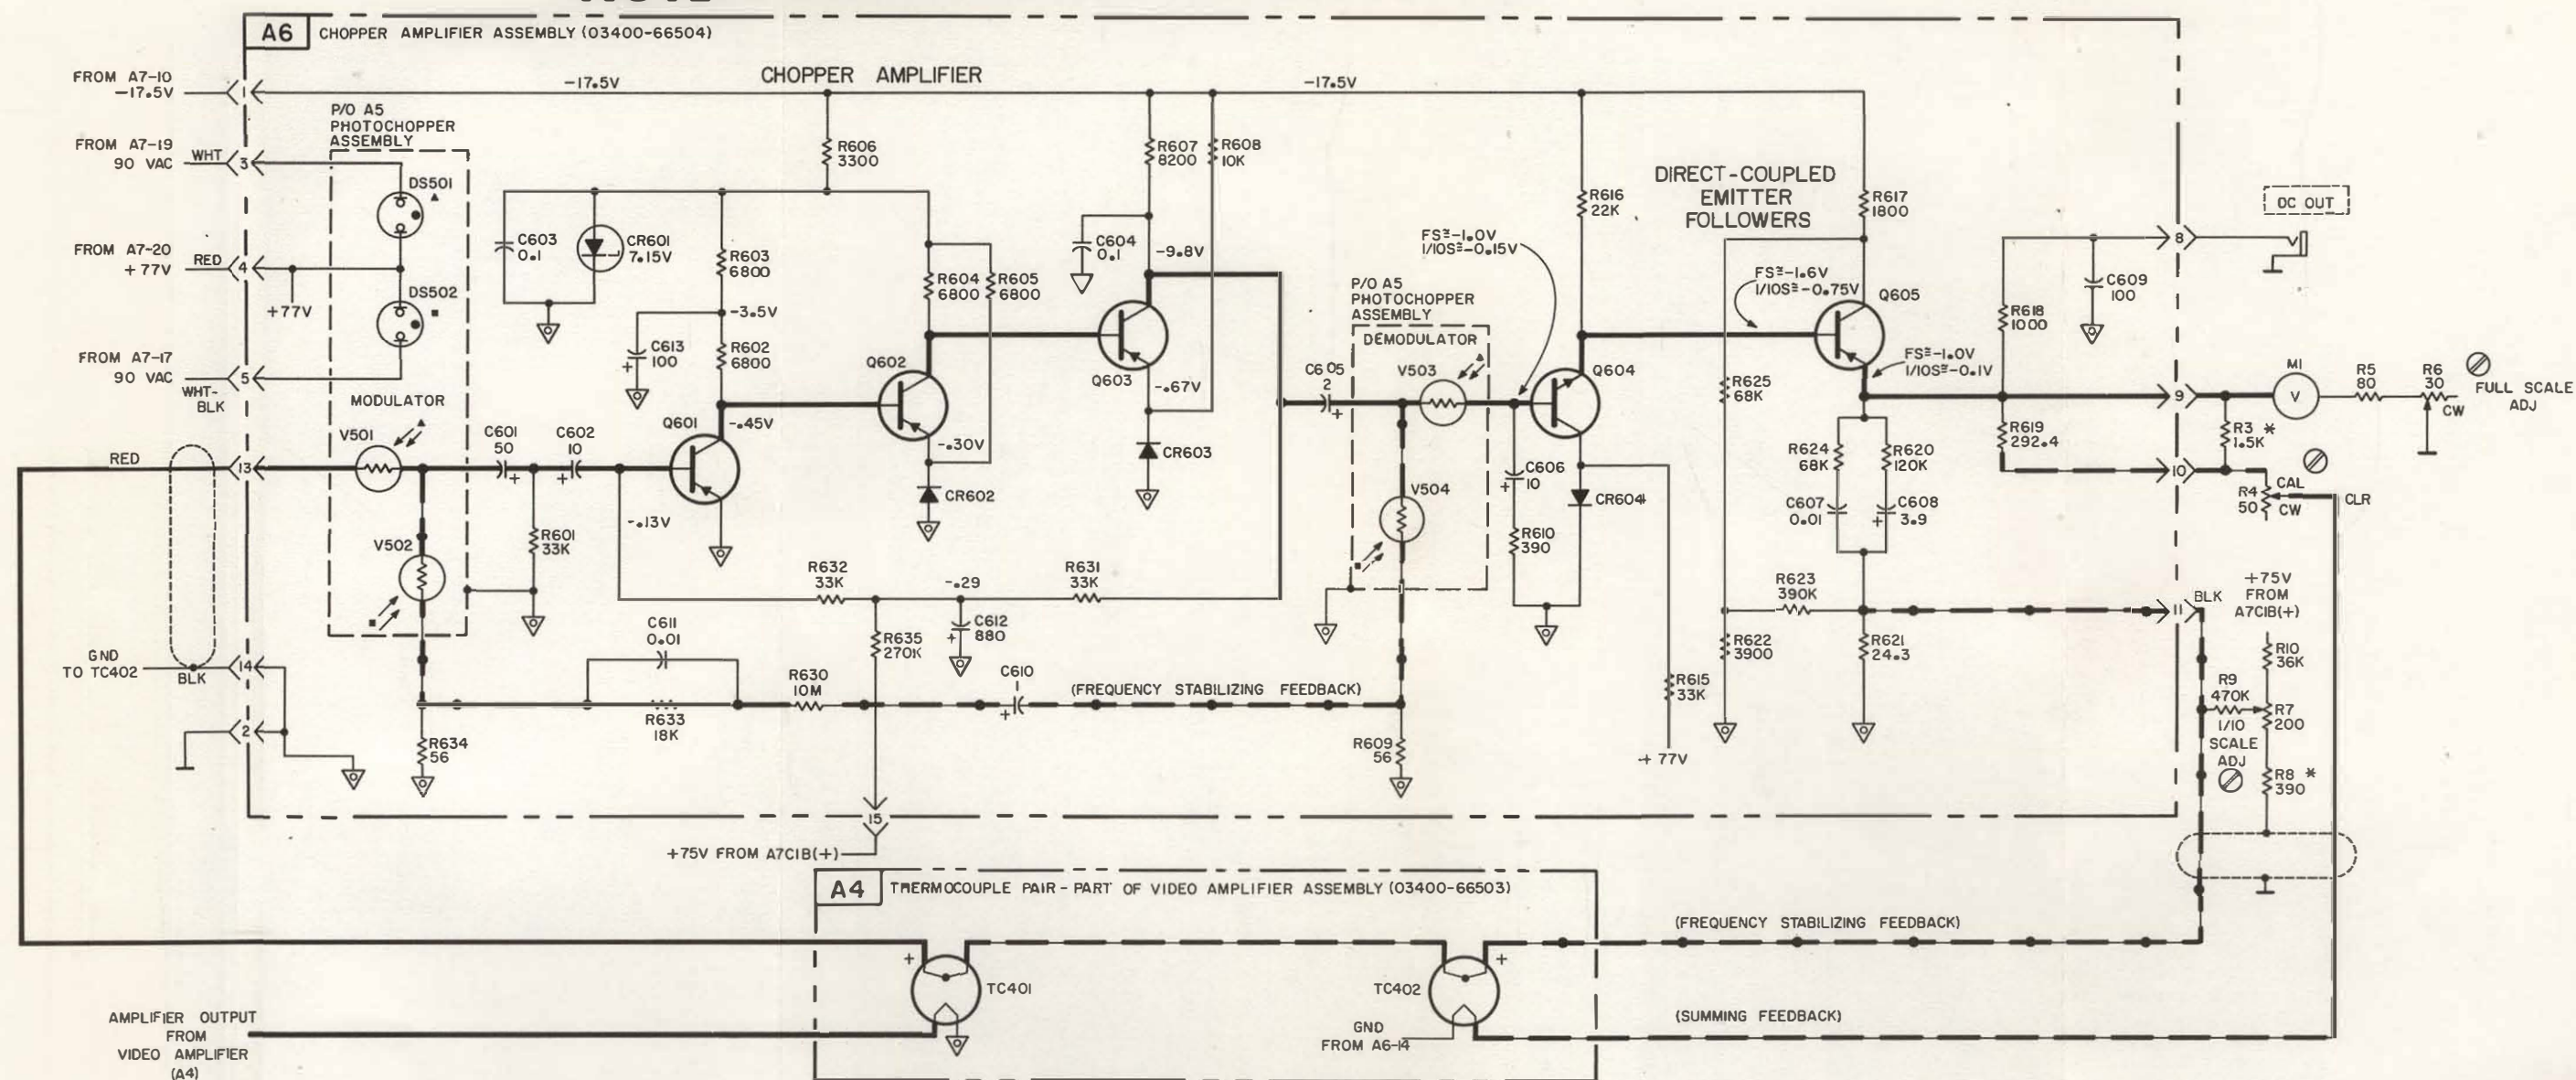 A6
CHOPPER AMPLIFIER ASSEMBLY (03400-66504)
FROM A7-10
-17.5V
1
-17.5V
CHOPPER AMPLIFIER
-17.5V
P/O A5
PHOTOCHOPPER
ASSEMBLY
FROM A7-19
90 VAC
WHT
3
DS501
R606
3300
R607
8200
R608
10K
R616
22K
DIRECT-COUPLED
EMITTER
FOLLOWERS
R617
1800
DC OUT
8
FROM A7-20
+77V
RED
4
+77V
DS502
C603
0.1
CR601
7.15V
R603
6800
-3.5V
R604
6800
R605
6800
C604
0.1
-9.8V
FS≅-1.0V
1/10S≅-0.15V
FS≅-1.6V
1/10S≅-0.75V
Q605
C609
100
R618
1000
FROM A7-17
90 VAC
WHT-
BLK
5
C613
100
R602
6800
Q602
Q603
-.67V
P/O A5
PHOTOCHOPPER
ASSEMBLY
DEMODULATOR
C605
2
V503
Q604
R625
68K
FS≅-1.0V
1/10S≅-0.1V
9
M1
V
R5
80
R6
30
CW
FULL SCALE
ADJ
MODULATOR
V501
C601
50
C602
10
Q601
-.45V
-.30V
CR603
C606
10
R624
68K
R620
120K
R619
292.4
R3 *
1.5K
RED
13
-.13V
CR602
V504
CR604
C607
0.01
C608
3.9
10
R4
50
CAL
CW
CLR
V502
R601
33K
R610
390
R632
33K
-.29
R631
33K
R623
390K
11
BLK
+75V
FROM
A7C1B(+)
C611
0.01
R635
270K
C612
880
R622
3900
R621
24.3
R10
36K
GND
TO TC402
BLK
14
R630
10M
C610
1
(FREQUENCY STABILIZING FEEDBACK)
R615
33K
R9
470K
1/10
SCALE
ADJ
R7
200
R633
18K
2
R634
56
R609
56
+ 77V
R8 *
390
15
+75V FROM A7C1B(+)
A4
THERMOCOUPLE PAIR - PART OF VIDEO AMPLIFIER ASSEMBLY (03400-66503)
(FREQUENCY STABILIZING FEEDBACK)
+
TC401
TC402
+
AMPLIFIER OUTPUT
FROM
VIDEO AMPLIFIER
(A4)
GND
FROM A6-14
(SUMMING FEEDBACK)